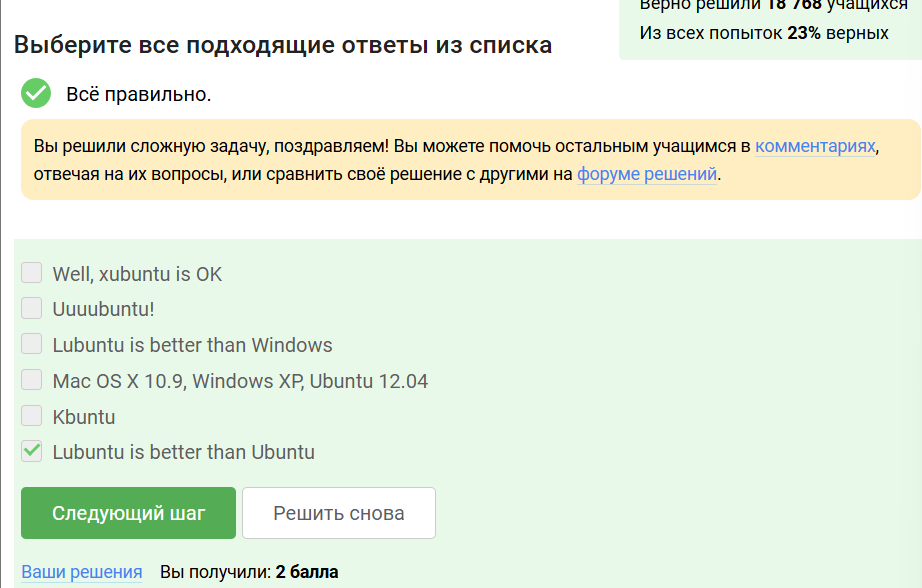 Верно решили 18 768 учащихся
Из всех попыток 23% верных
Выберите все подходящие ответы из списка
Всё правильно.
Вы решили сложную задачу, поздравляем! Вы можете помочь остальным учащимся в комментариях,
отвечая на их вопросы, или сравнить своё решение с другими на форуме решений.
Well, xubuntu is OK
Uuuubuntu!
Lubuntu is better than Windows
Mac OS X 10.9, Windows XP, Ubuntu 12.04
Kbuntu
Lubuntu is better than Ubuntu
Следующий шаг
Решить снова
Ваши решения Вы получили: 2 балла